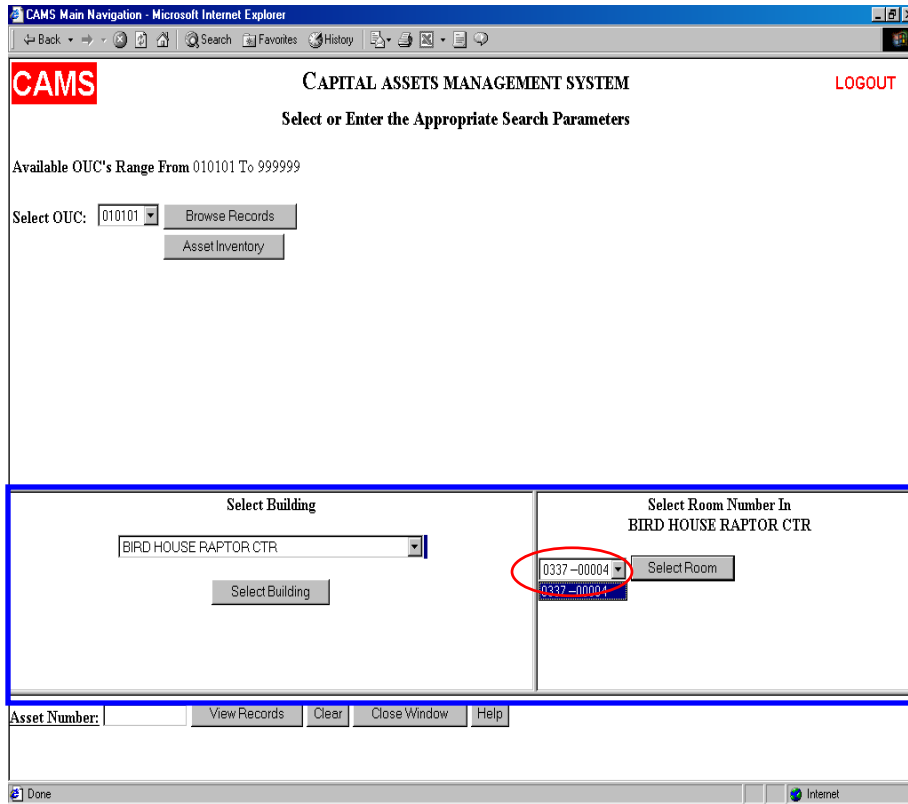 CAMS Main Navigation - Microsoft Internet Explorer
Back Search Favorites History
CAMS CAPITAL ASSETS MANAGEMENT SYSTEM LOGOUT
Select or Enter the Appropriate Search Parameters
Available OUC's Range From 010101 To 999999
Select OUC: 010101 Browse Records
Asset Inventory
Select Building
BIRD HOUSE RAPTOR CTR
Select Building
Select Room Number In
BIRD HOUSE RAPTOR CTR
0337 -00004 Select Room
0337 -00004
Asset Number: View Records Clear Close Window Help
Done Internet